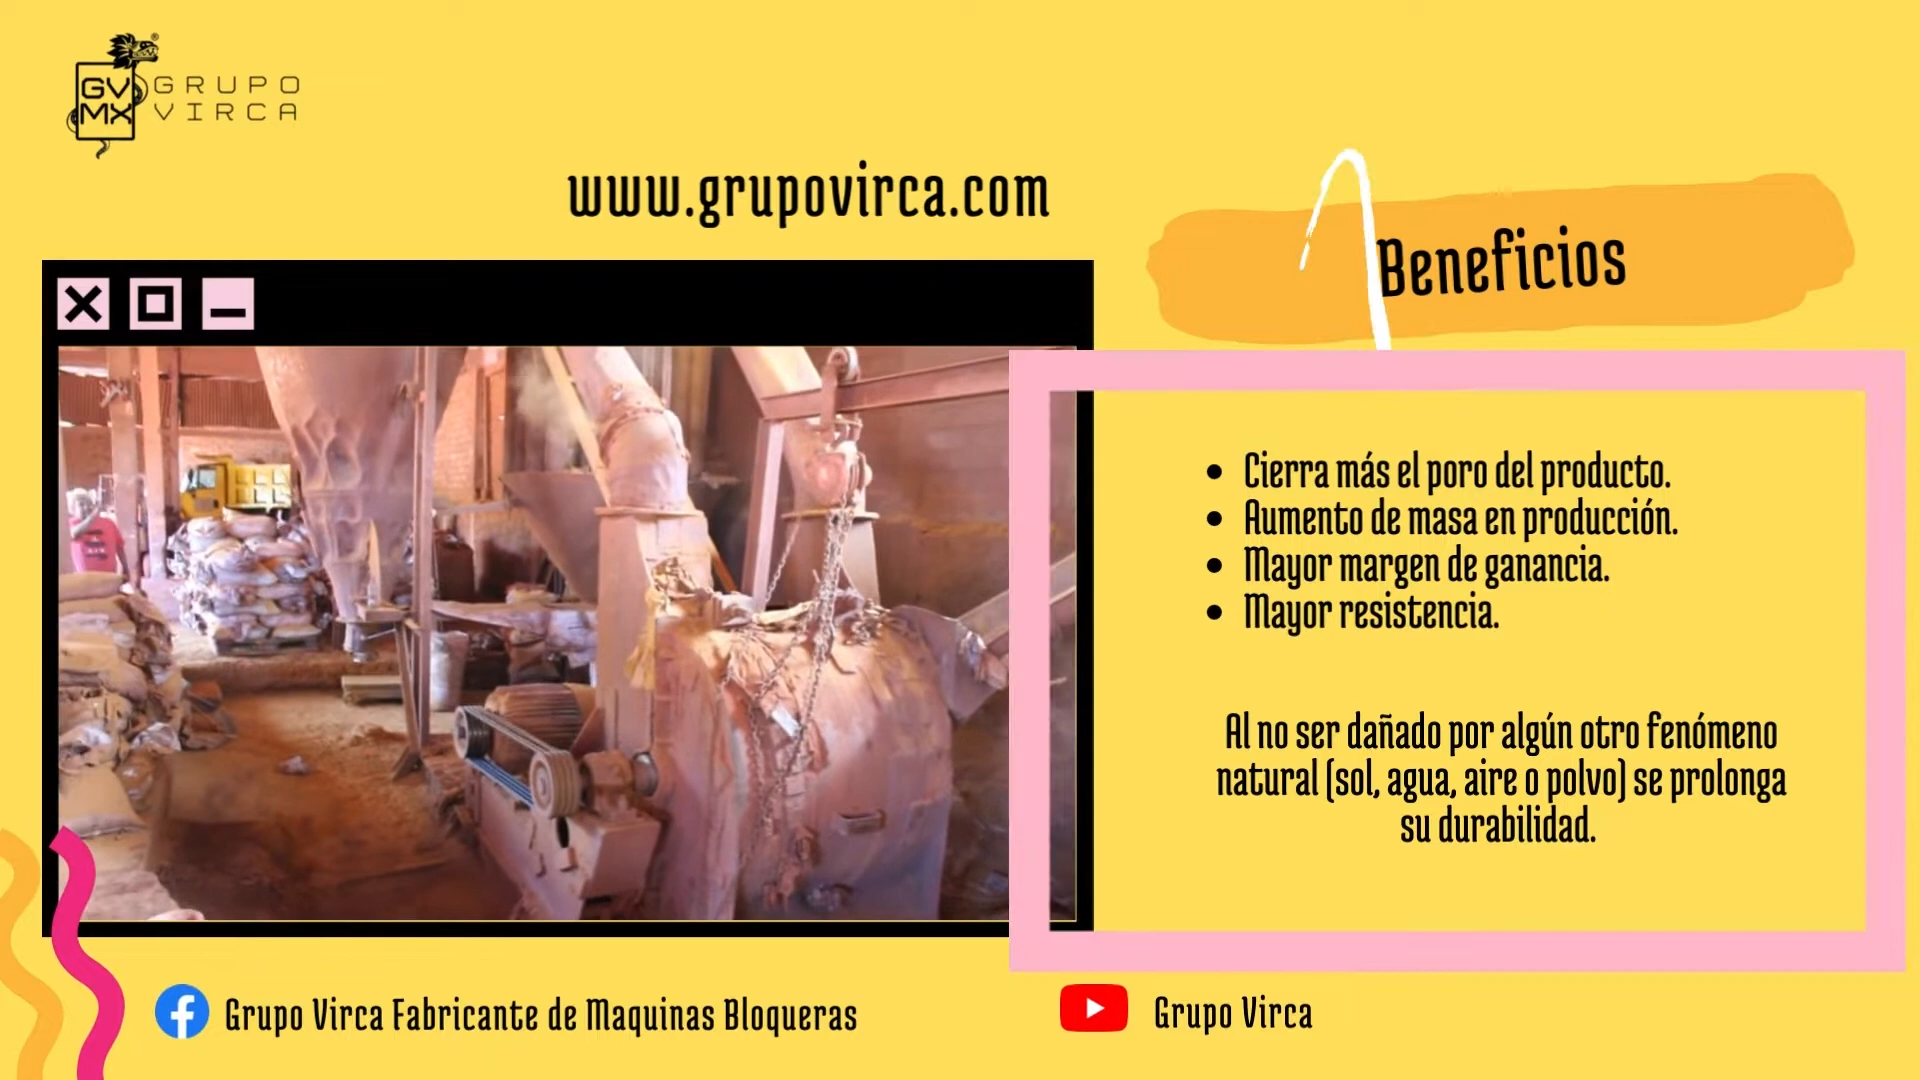 GV
MX
GRUPO
VIRCA
www.grupovirca.com
Beneficios
• Cierra más el poro del producto.
• Aumento de masa en producción.
• Mayor margen de ganancia.
• Mayor resistencia.
Al no ser dañado por algún otro fenómeno
natural (sol, agua, aire o polvo) se prolonga
su durabilidad.
Grupo Virca Fabricante de Maquinas Bloqueras
Grupo Virca